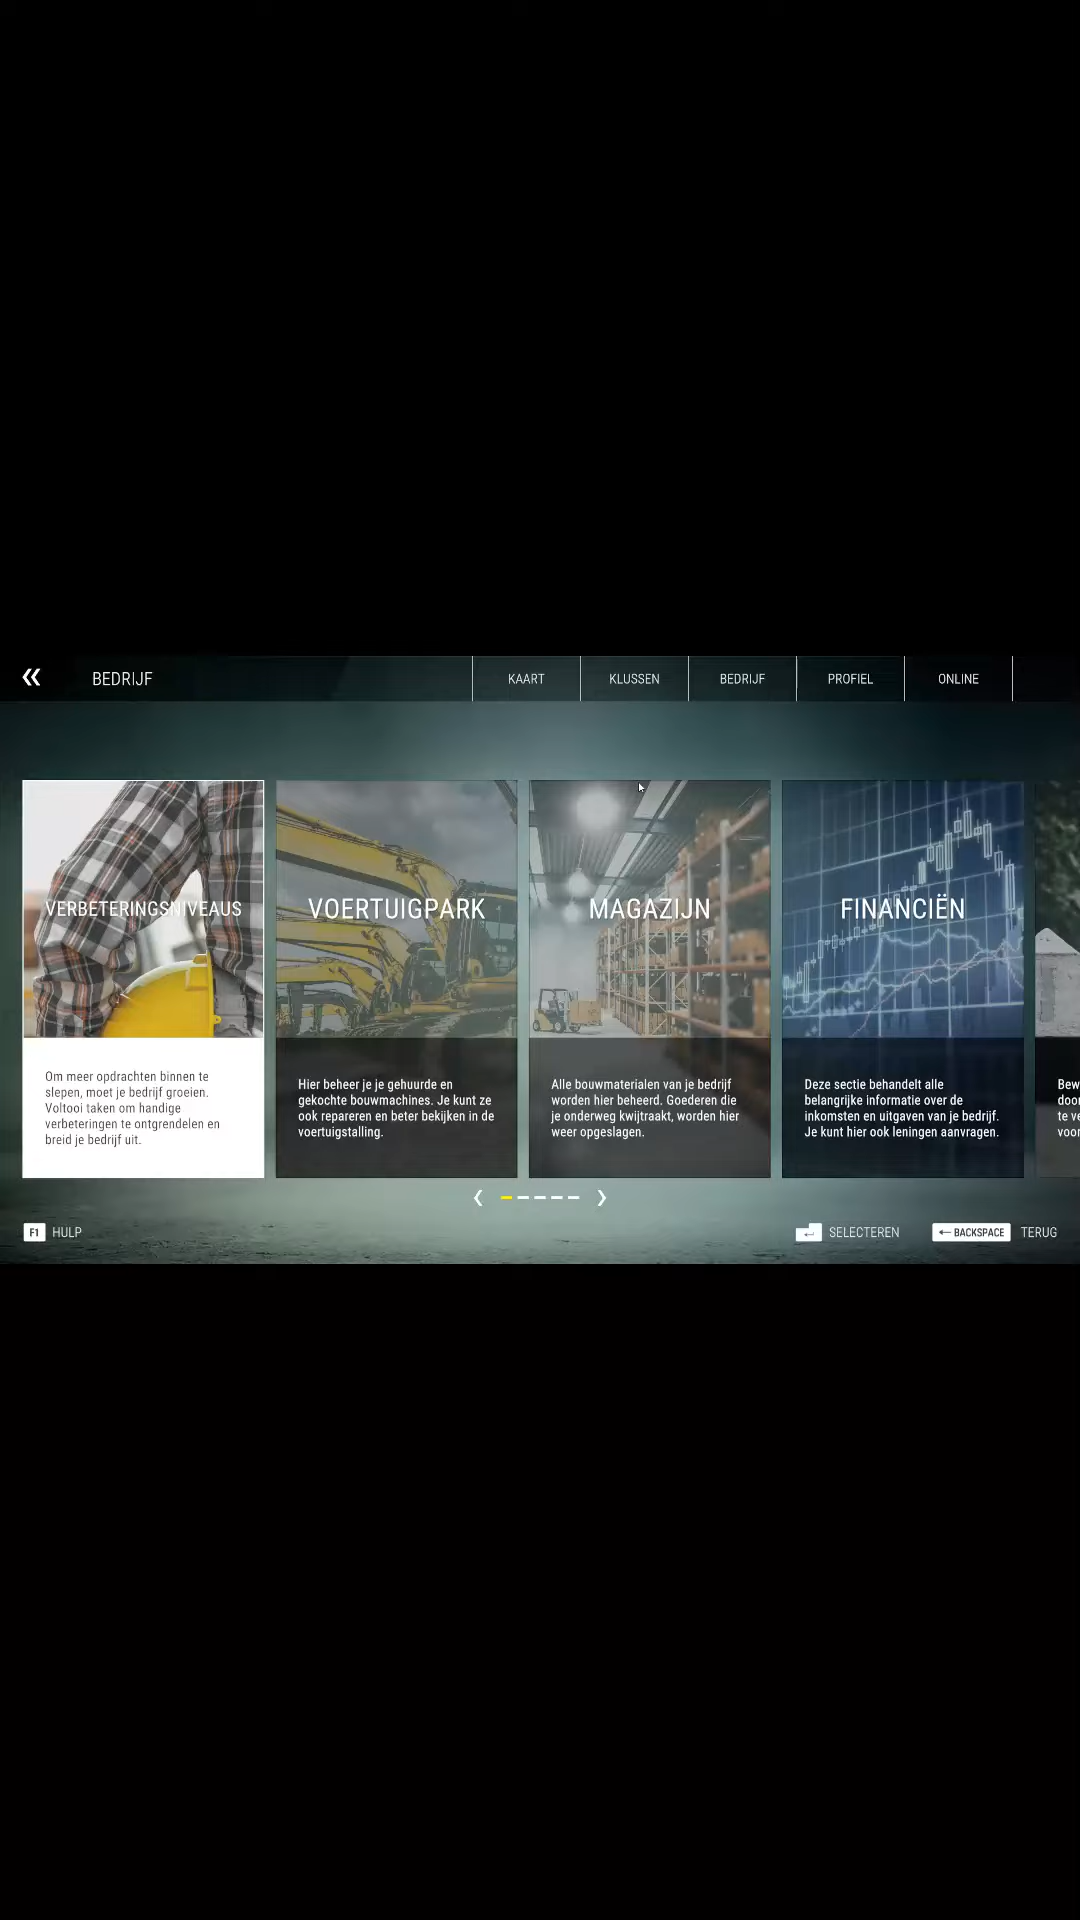 BEDRIJF
KAART
KLUSSEN
BEDRIJF
PROFIEL
ONLINE
VERBETERINGSNIVEAUS
Om meer opdrachten binnen te
slepen, moet je bedrijf groeien.
Voltooi taken om handige
verbeteringen te ontgrendelen en
breid je bedrijf uit.
VOERTUIGPARK
Hier beheer je je gehuurde en
gekochte bouwmachines. Je kunt ze
ook repareren en beter bekijken in de
voertuigstalling.
MAGAZIJN
Alle bouwmaterialen van je bedrijf
worden hier beheerd. Goederen die
je onderweg kwijtraakt, worden hier
weer opgeslagen.
FINANCIËN
Deze sectie behandelt alle
belangrijke informatie over de
inkomsten en uitgaven van je bedrijf.
Je kunt hier ook leningen aanvragen.
F1 HULP
SELECTEREN
BACKSPACE TERUG